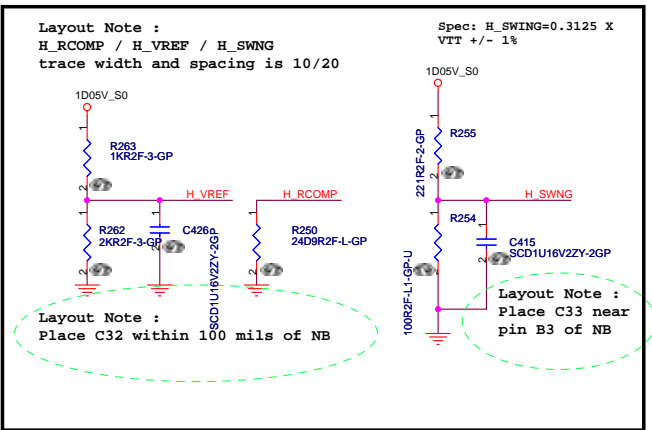 Layout Note :
H_RCOMP / H_VREF / H_SWNG
trace width and spacing is 10/20
Spec: H_SWING=0.3125 X
VTT +/- 1%
1D05V_S0
1
R263
1KR2F-3-GP
2
H_VREF
1
R262
2KR2F-3-GP
2
1
C426
SCD1U16V2ZY-2GP
2
H_RCOMP
1
R250
24D9R2F-L-GP
2
Layout Note :
Place C32 within 100 mils of NB
1D05V_S0
1
R255
221R2F-2-GP
2
H_SWNG
1
R254
100R2F-L1-GP-U
2
1
C415
SCD1U16V2ZY-2GP
2
Layout Note :
Place C33 near
pin B3 of NB